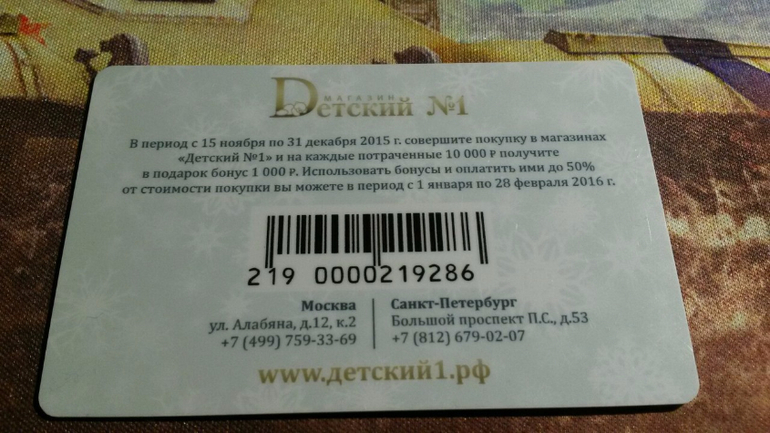 МАГАЗИН
Dетский №1
В период с 15 ноября по 31 декабря 2015 г. совершите покупку в магазинах
«Детский №1» и на каждые потраченные 10 000 ₽ получите
в подарок бонус 1 000 ₽. Использовать бонусы и оплатить ими до 50%
от стоимости покупки вы можете в период с 1 января по 28 февраля 2016 г.
219 0000219286
Москва
ул. Алабяна, д.12, к.2
+7 (499) 759-33-69
Санкт-Петербург
Большой проспект П.С., д.53
+7 (812) 679-02-07
www.детский1.рф